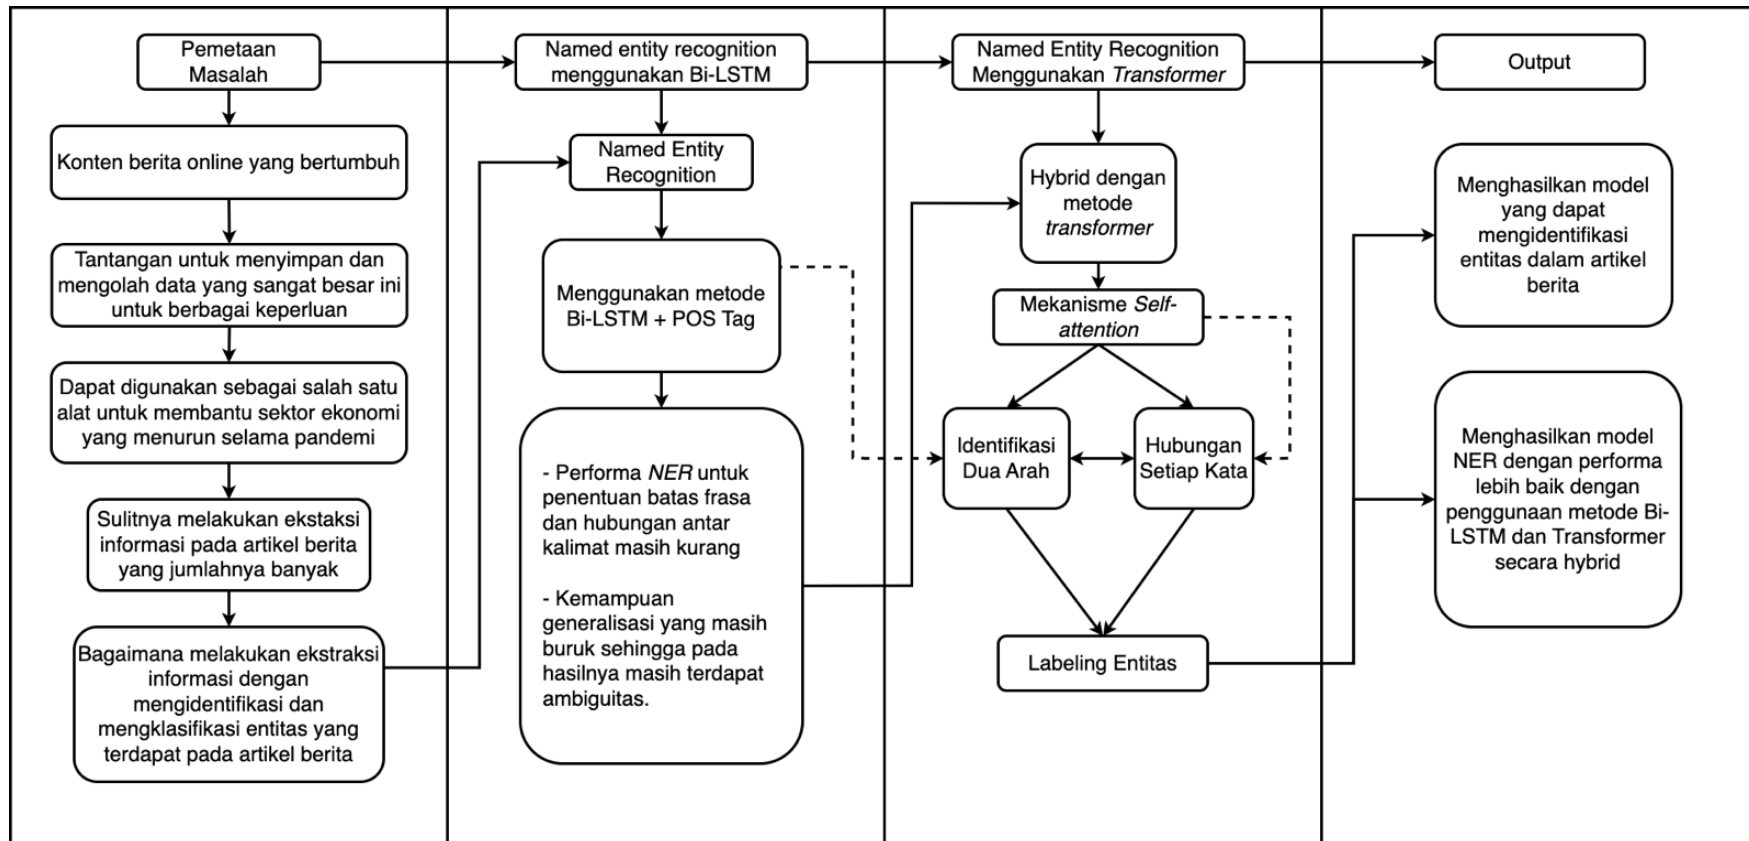 Pemetaan
Masalah
Konten berita online yang bertumbuh
Tantangan untuk menyimpan dan
mengolah data yang sangat besar ini
untuk berbagai keperluan
Dapat digunakan sebagai salah satu
alat untuk membantu sektor ekonomi
yang menurun selama pandemi
Sulitnya melakukan ekstaksi
informasi pada artikel berita
yang jumlahnya banyak
Bagaimana melakukan ekstraksi
informasi dengan
mengidentifikasi dan
mengklasifikasi entitas yang
terdapat pada artikel berita
Named entity recognition
menggunakan Bi-LSTM
Named Entity
Recognition
Menggunakan metode
Bi-LSTM + POS Tag
- Performa NER untuk
penentuan batas frasa
dan hubungan antar
kalimat masih kurang
- Kemampuan
generalisasi yang masih
buruk sehingga pada
hasilnya masih terdapat
ambiguitas.
Named Entity Recognition
Menggunakan Transformer
Hybrid dengan
metode
transformer
Mekanisme Self-
attention
Identifikasi
Dua Arah
Hubungan
Setiap Kata
Labeling Entitas
Output
Menghasilkan model
yang dapat
mengidentifikasi
entitas dalam artikel
berita
Menghasilkan model
NER dengan performa
lebih baik dengan
penggunaan metode Bi-
LSTM dan Transformer
secara hybrid